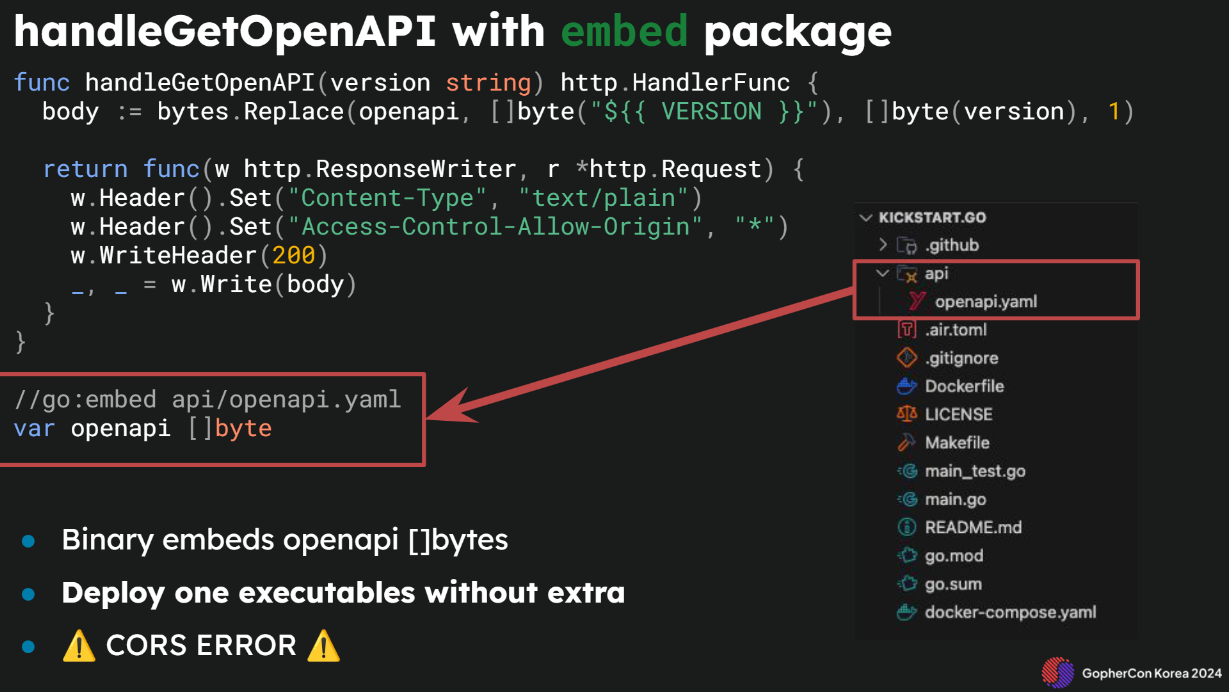 handleGetOpenAPI with embed package
func handleGetOpenAPI(version string) http.HandlerFunc {
  body := bytes.Replace(openapi, []byte("${{ VERSION }}"), []byte(version), 1)
  return func(w http.ResponseWriter, r *http.Request) {
    w.Header().Set("Content-Type", "text/plain")
    w.Header().Set("Access-Control-Allow-Origin", "*")
    w.WriteHeader(200)
    _, _ = w.Write(body)
  }
}
//go:embed api/openapi.yaml
var openapi []byte
KICKSTART.GO
.github
api
openapi.yaml
.air.toml
.gitignore
Dockerfile
LICENSE
Makefile
main_test.go
main.go
README.md
go.mod
go.sum
docker-compose.yaml
● Binary embeds openapi []bytes
● Deploy one executables without extra
● ⚠️ CORS ERROR ⚠️
GopherCon Korea 2024